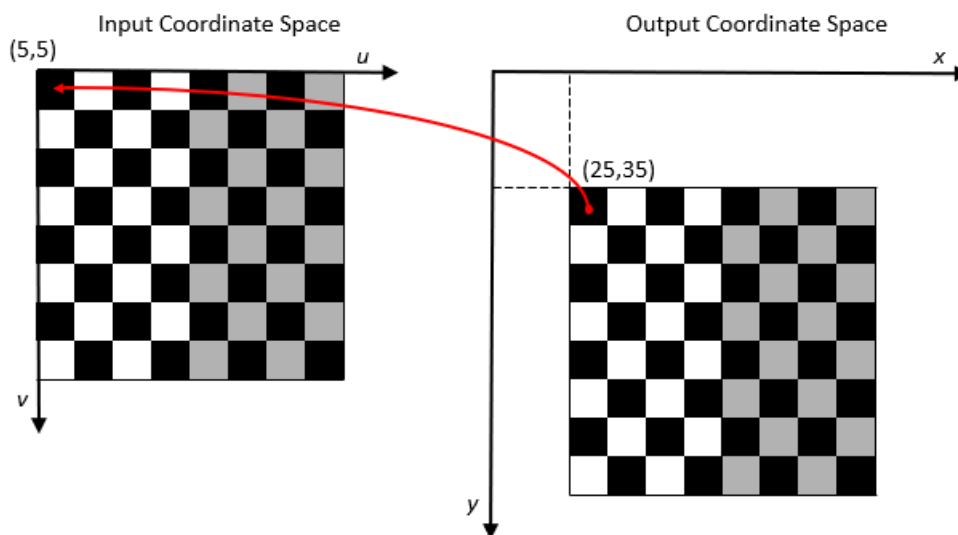 Input Coordinate Space
Output Coordinate Space
(5,5)
u
x
(25,35)
v
y